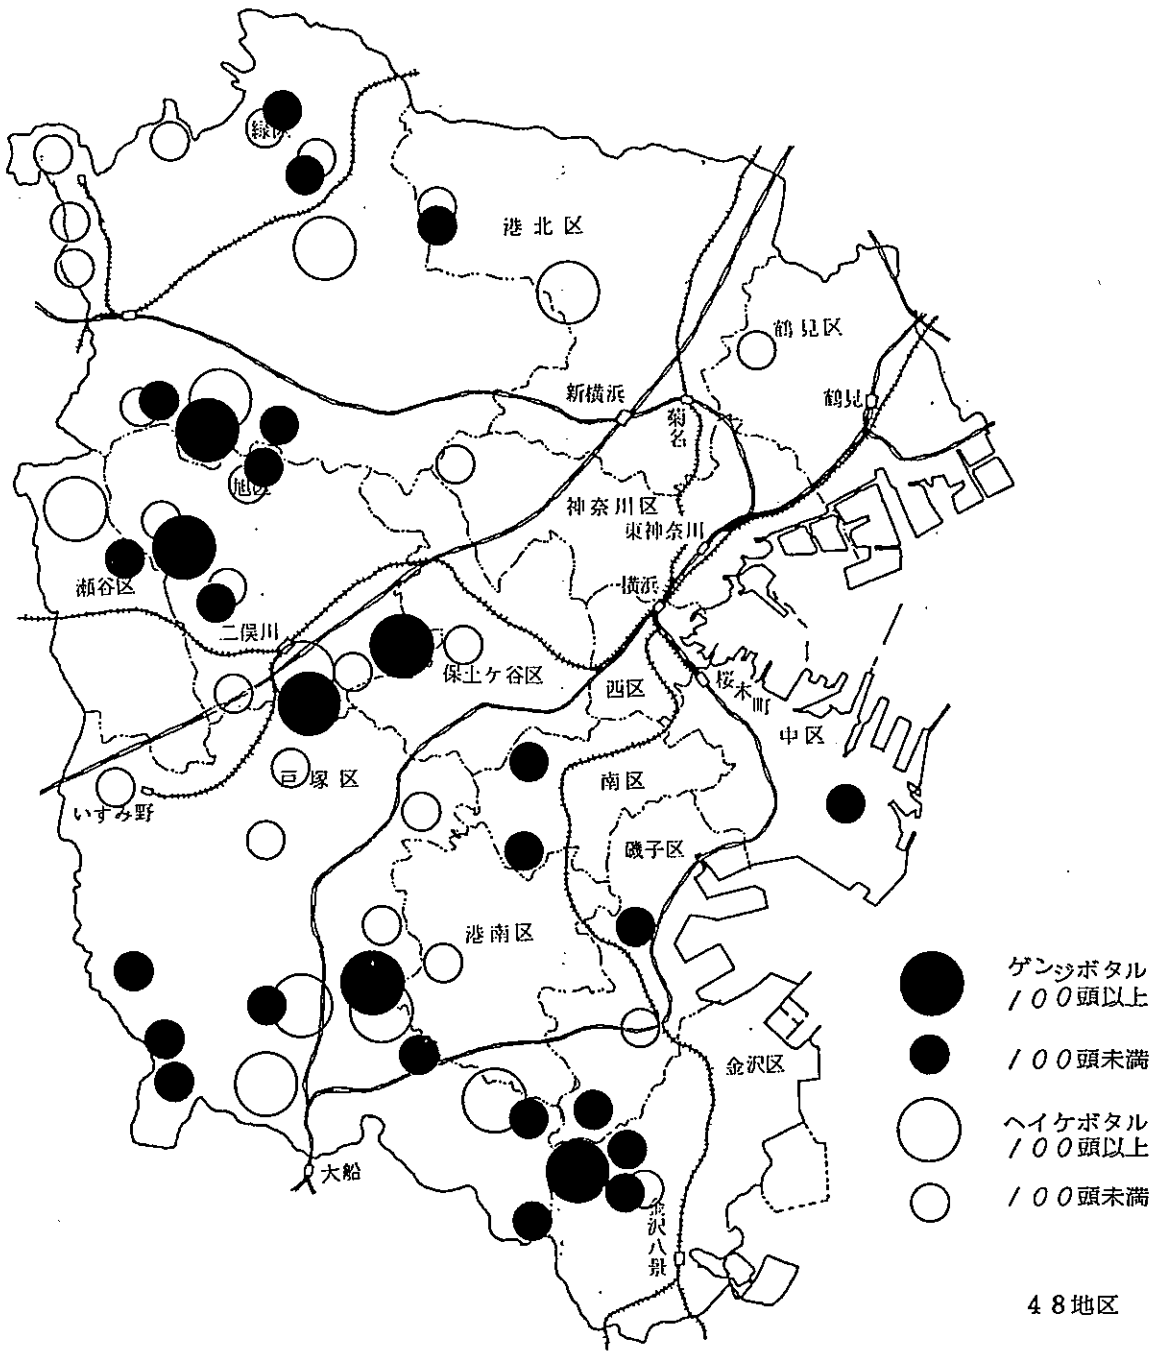 緑区
港北区
鶴見区
新横浜
菊名
鶴見
旭区
神奈川区
東神奈川
瀬谷区
横浜
二俣川
保土ケ谷区
西区
桜木町
中区
戸塚区
南区
いずみ野
磯子区
港南区
ゲンジボタル
100頭以上
100頭未満
金沢区
ヘイケボタル
100頭以上
大船
100頭未満
金沢八景
48地区